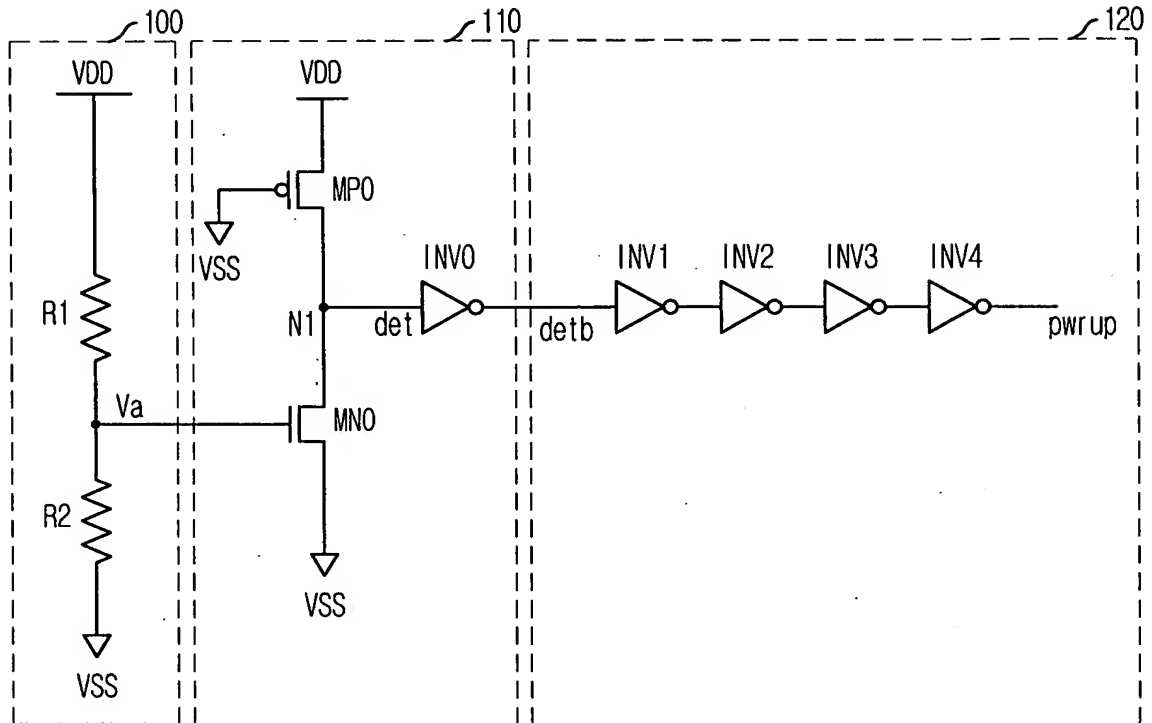 100
110
120
VDD
VDD
MP0
VSS
R1
N1
det
INV0
detb
INV1
INV2
INV3
INV4
pwrup
Va
MN0
R2
VSS
VSS